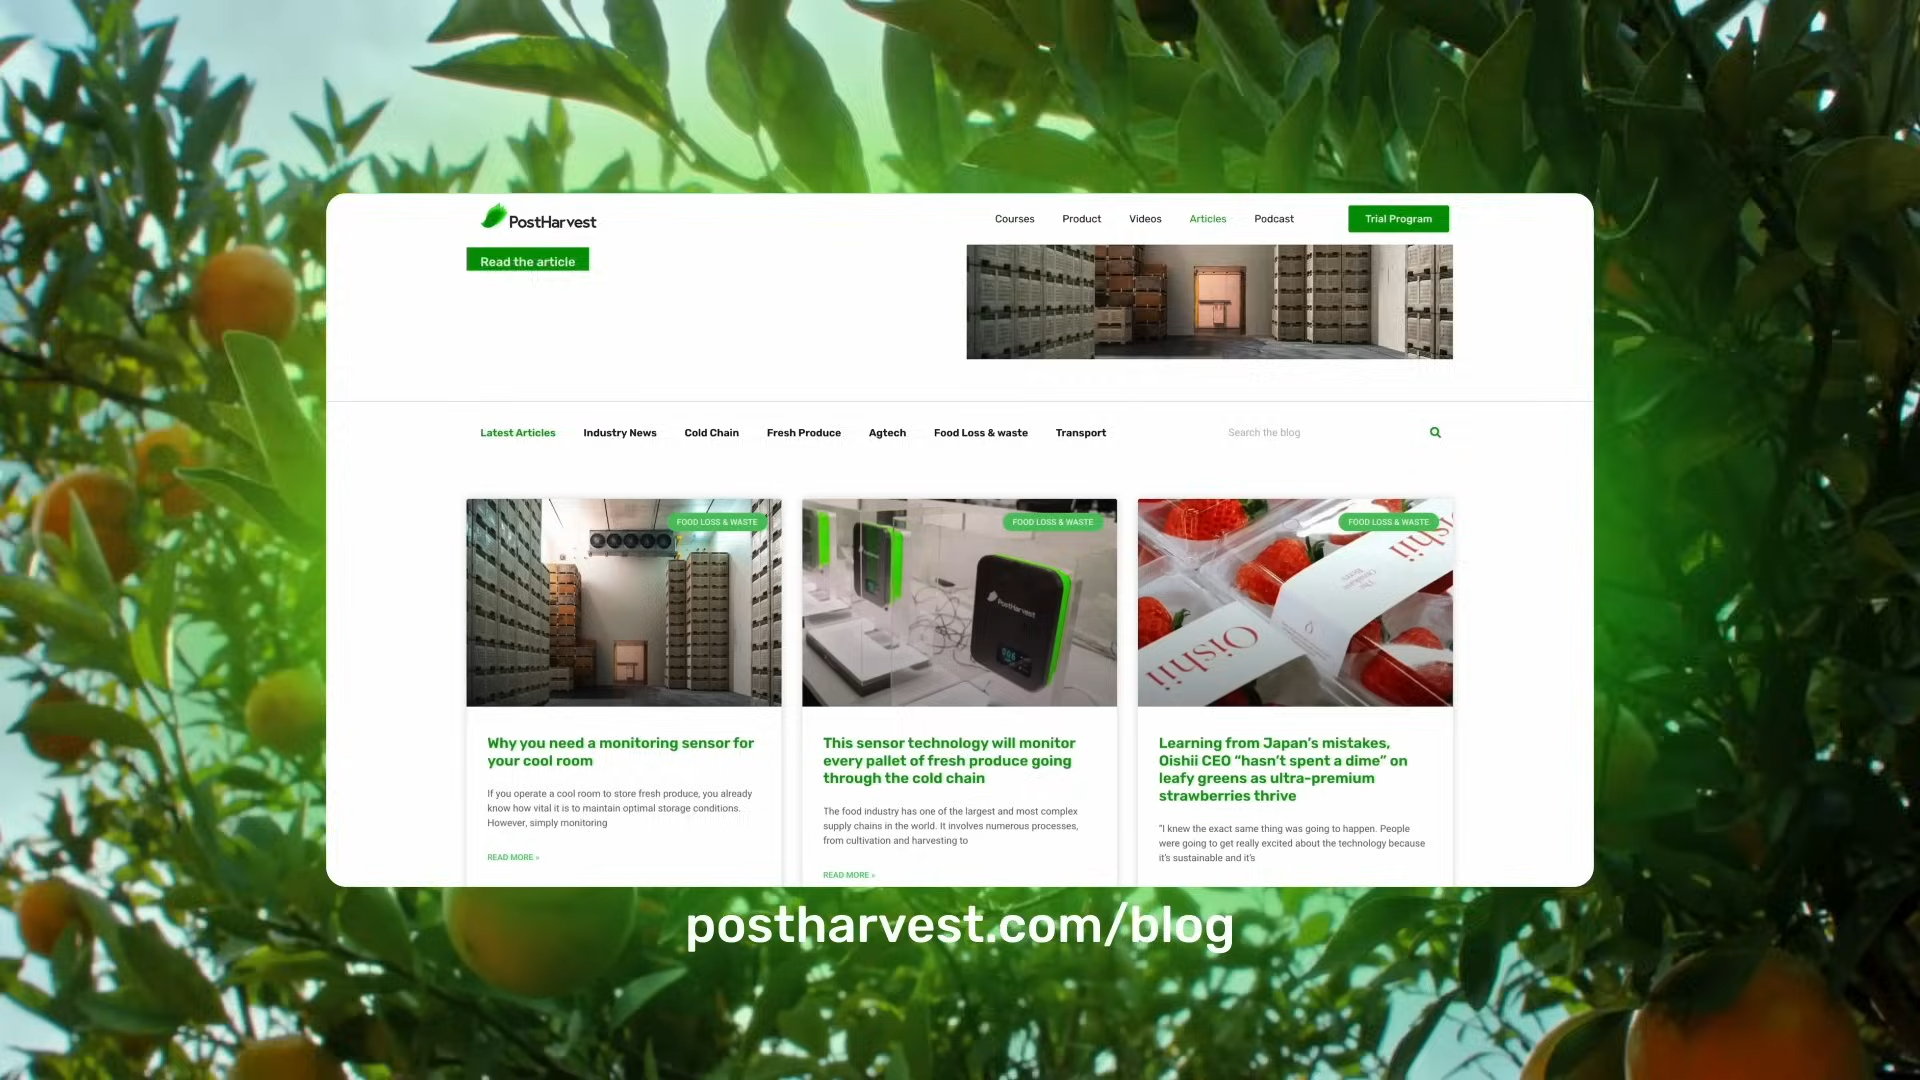 PostHarvest
Courses Product Videos Articles Podcast Trial Program
Read the article
Latest Articles Industry News Cold Chain Fresh Produce Agtech Food Loss & waste Transport Search the blog
FOOD LOSS & WASTE
FOOD LOSS & WASTE
FOOD LOSS & WASTE
PostHarvest
Oishii
Oishii
Why you need a monitoring sensor for
your cool room
If you operate a cool room to store fresh produce, you already
know how vital it is to maintain optimal storage conditions.
However, simply monitoring
READ MORE »
This sensor technology will monitor
every pallet of fresh produce going
through the cold chain
The food industry has one of the largest and most complex
supply chains in the world. It involves numerous processes,
from cultivation and harvesting to
READ MORE »
Learning from Japan’s mistakes,
Oishii CEO “hasn’t spent a dime” on
leafy greens as ultra-premium
strawberries thrive
“I knew the exact same thing was going to happen. People
were going to get really excited about the technology because
it’s sustainable and it’s
postharvest.com/blog